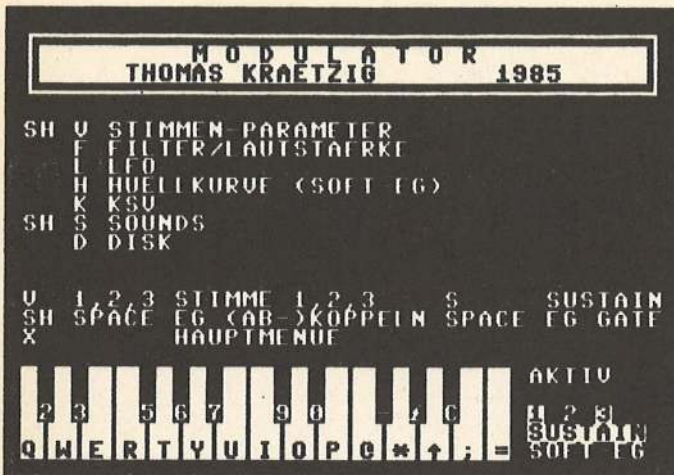 MODULATOR
THOMAS KRAETZIG 1985
SH V STIMMEN-PARAMETER
F FILTER/LAUTSTAERKE
L LFO
H HUELLKURVE (SOFT EG)
K KSV
SH S SOUNDS
D DISK
V 1,2,3 STIMME 1,2,3 S SUSTAIN
SH SPACE EG (AB-)KOPPELN SPACE EG GATE
X HAUPTMENUE
AKTIV
2 3 5 6 7 9 0 - £ C 1 2 3
SUSTAIN
Q W E R T Y U I O P @ * ↑ ; = SOFT EG